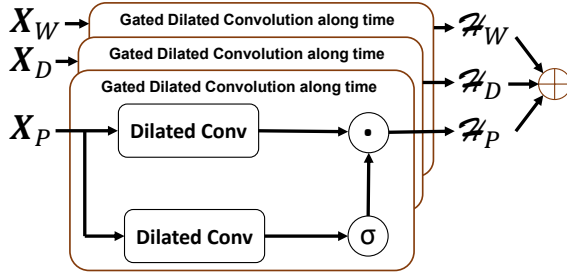 X_W Gated Dilated Convolution along time ℋ_W
X_D Gated Dilated Convolution along time ℋ_D
Gated Dilated Convolution along time
X_P Dilated Conv ℋ_P
Dilated Conv σ